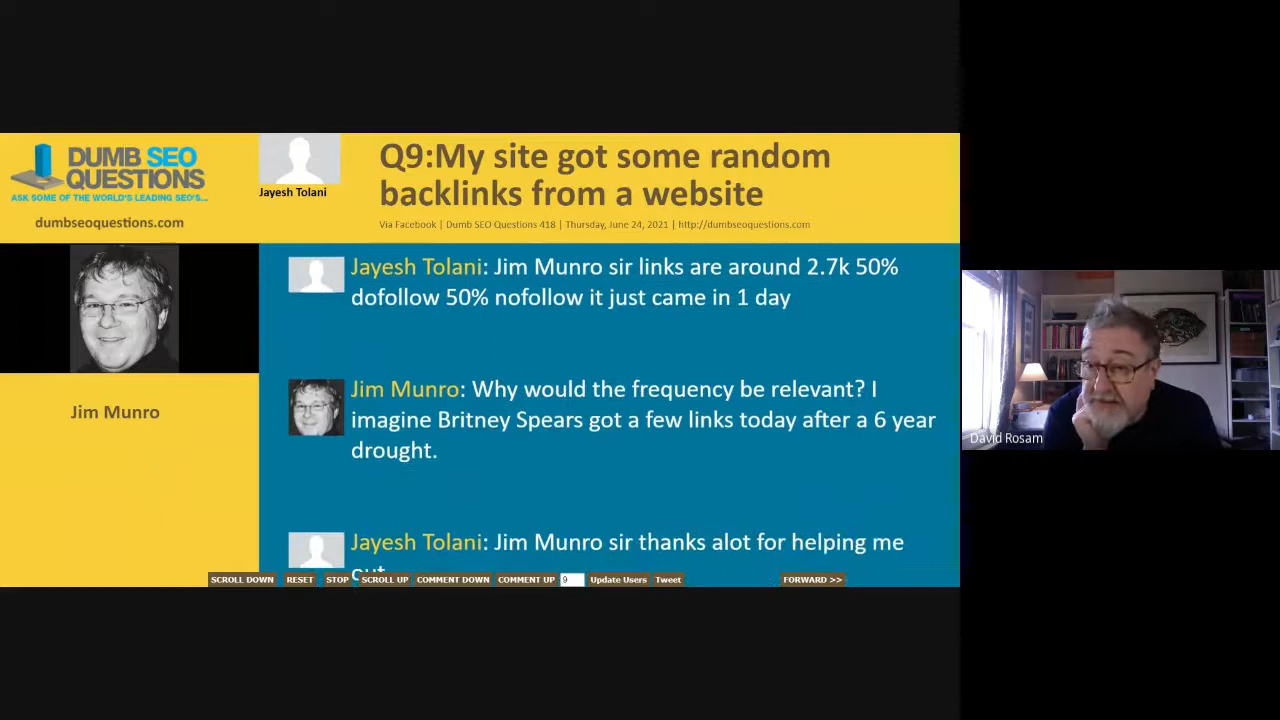 DUMB SEO
QUESTIONS
ASK SOME OF THE WORLD'S LEADING SEO'S...
dumbseoquestions.com
Jayesh Tolani
Q9:My site got some random
backlinks from a website
Via Facebook | Dumb SEO Questions 418 | Thursday, June 24, 2021 | http://dumbseoquestions.com
Jim Munro
Jayesh Tolani: Jim Munro sir links are around 2.7k 50%
dofollow 50% nofollow it just came in 1 day
Jim Munro: Why would the frequency be relevant? I
imagine Britney Spears got a few links today after a 6 year
drought.
Jayesh Tolani: Jim Munro sir thanks alot for helping me
out
SCROLL DOWN RESET STOP SCROLL UP COMMENT DOWN COMMENT UP 9 Update Users Tweet FORWARD >>
David Rosam